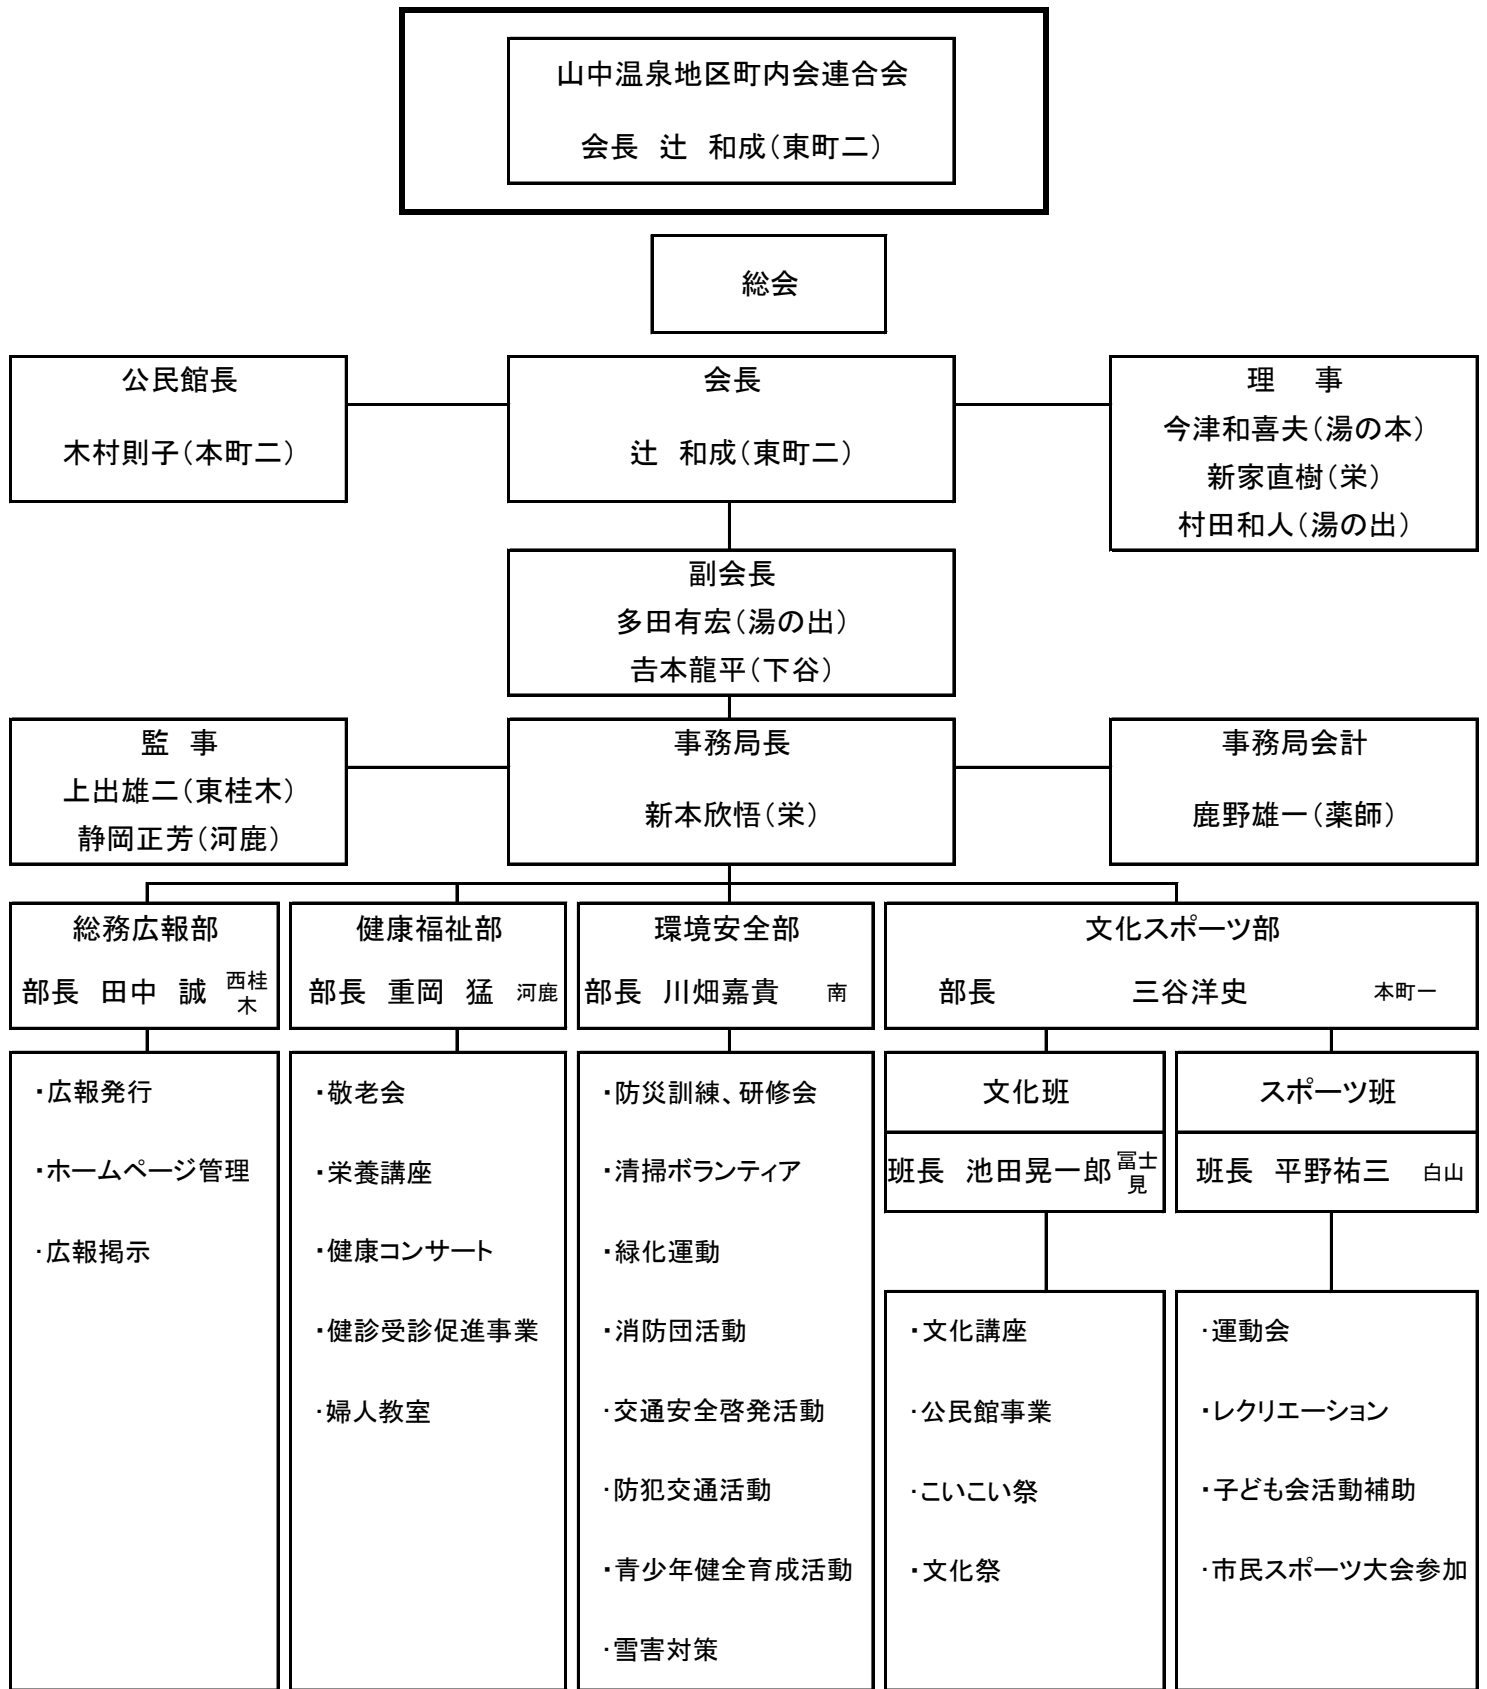 山中温泉地区町内会連合会
会長　辻　和成（東町二）
総会
公民館長
木村則子（本町二）
会長
辻　和成（東町二）
理　事
今津和喜夫（湯の本）
新家直樹（栄）
村田和人（湯の出）
副会長
多田有宏（湯の出）
𠮷本龍平（下谷）
監　事
上出雄二（東桂木）
静岡正芳（河鹿）
事務局長
新本欣悟（栄）
事務局会計
鹿野雄一（薬師）
総務広報部
部長　田中　誠　西桂
木
健康福祉部
部長　重岡　猛　河鹿
環境安全部
部長　川畑嘉貴　南
文化スポーツ部
部長　三谷洋史　本町一
・広報発行
・ホームページ管理
・広報掲示
・敬老会
・栄養講座
・健康コンサート
・健診受診促進事業
・婦人教室
・防災訓練、研修会
・清掃ボランティア
・緑化運動
・消防団活動
・交通安全啓発活動
・防犯交通活動
・青少年健全育成活動
・雪害対策
文化班
班長　池田晃一郎　冨士
見
・文化講座
・公民館事業
・こいこい祭
・文化祭
スポーツ班
班長　平野祐三　白山
・運動会
・レクリエーション
・子ども会活動補助
・市民スポーツ大会参加